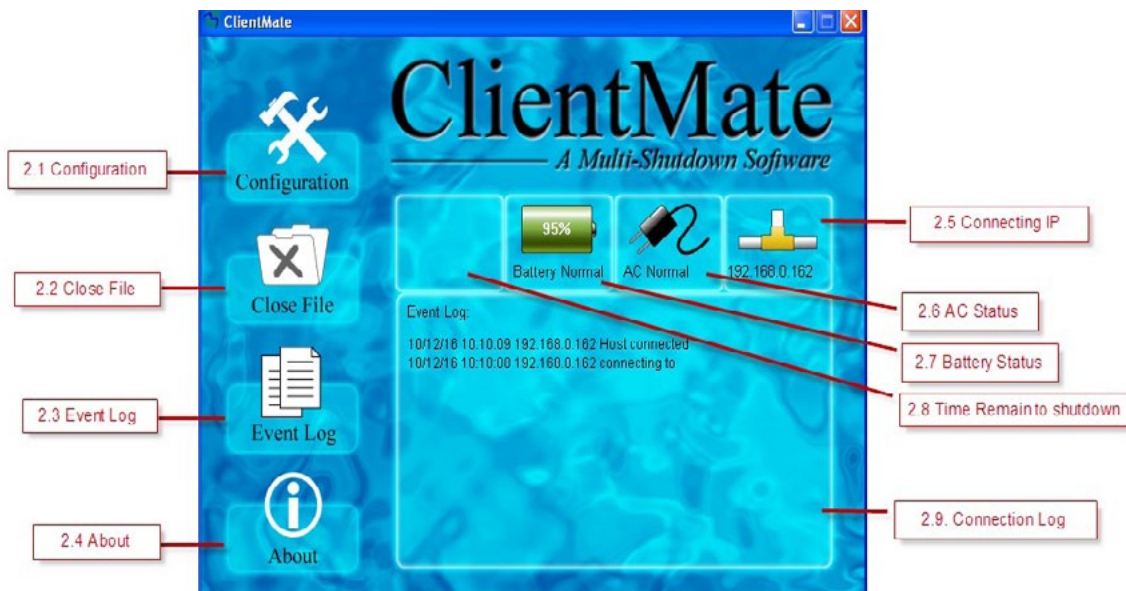 ClientMate
ClientMate
A Multi-Shutdown Software
2.1 Configuration
Configuration
95%
Battery Normal
AC Normal
192.168.0.162
2.5 Connecting IP
2.2 Close File
Close File
2.6 AC Status
Event Log:
10/12/16 10.10.09 192.168.0.162 Host connected
10/12/16 10:10:00 192.160.0.162 connecting to
2.7 Battery Status
2.8 Time Remain to shutdown
2.3 Event Log
Event Log
2.9. Connection Log
2.4 About
About